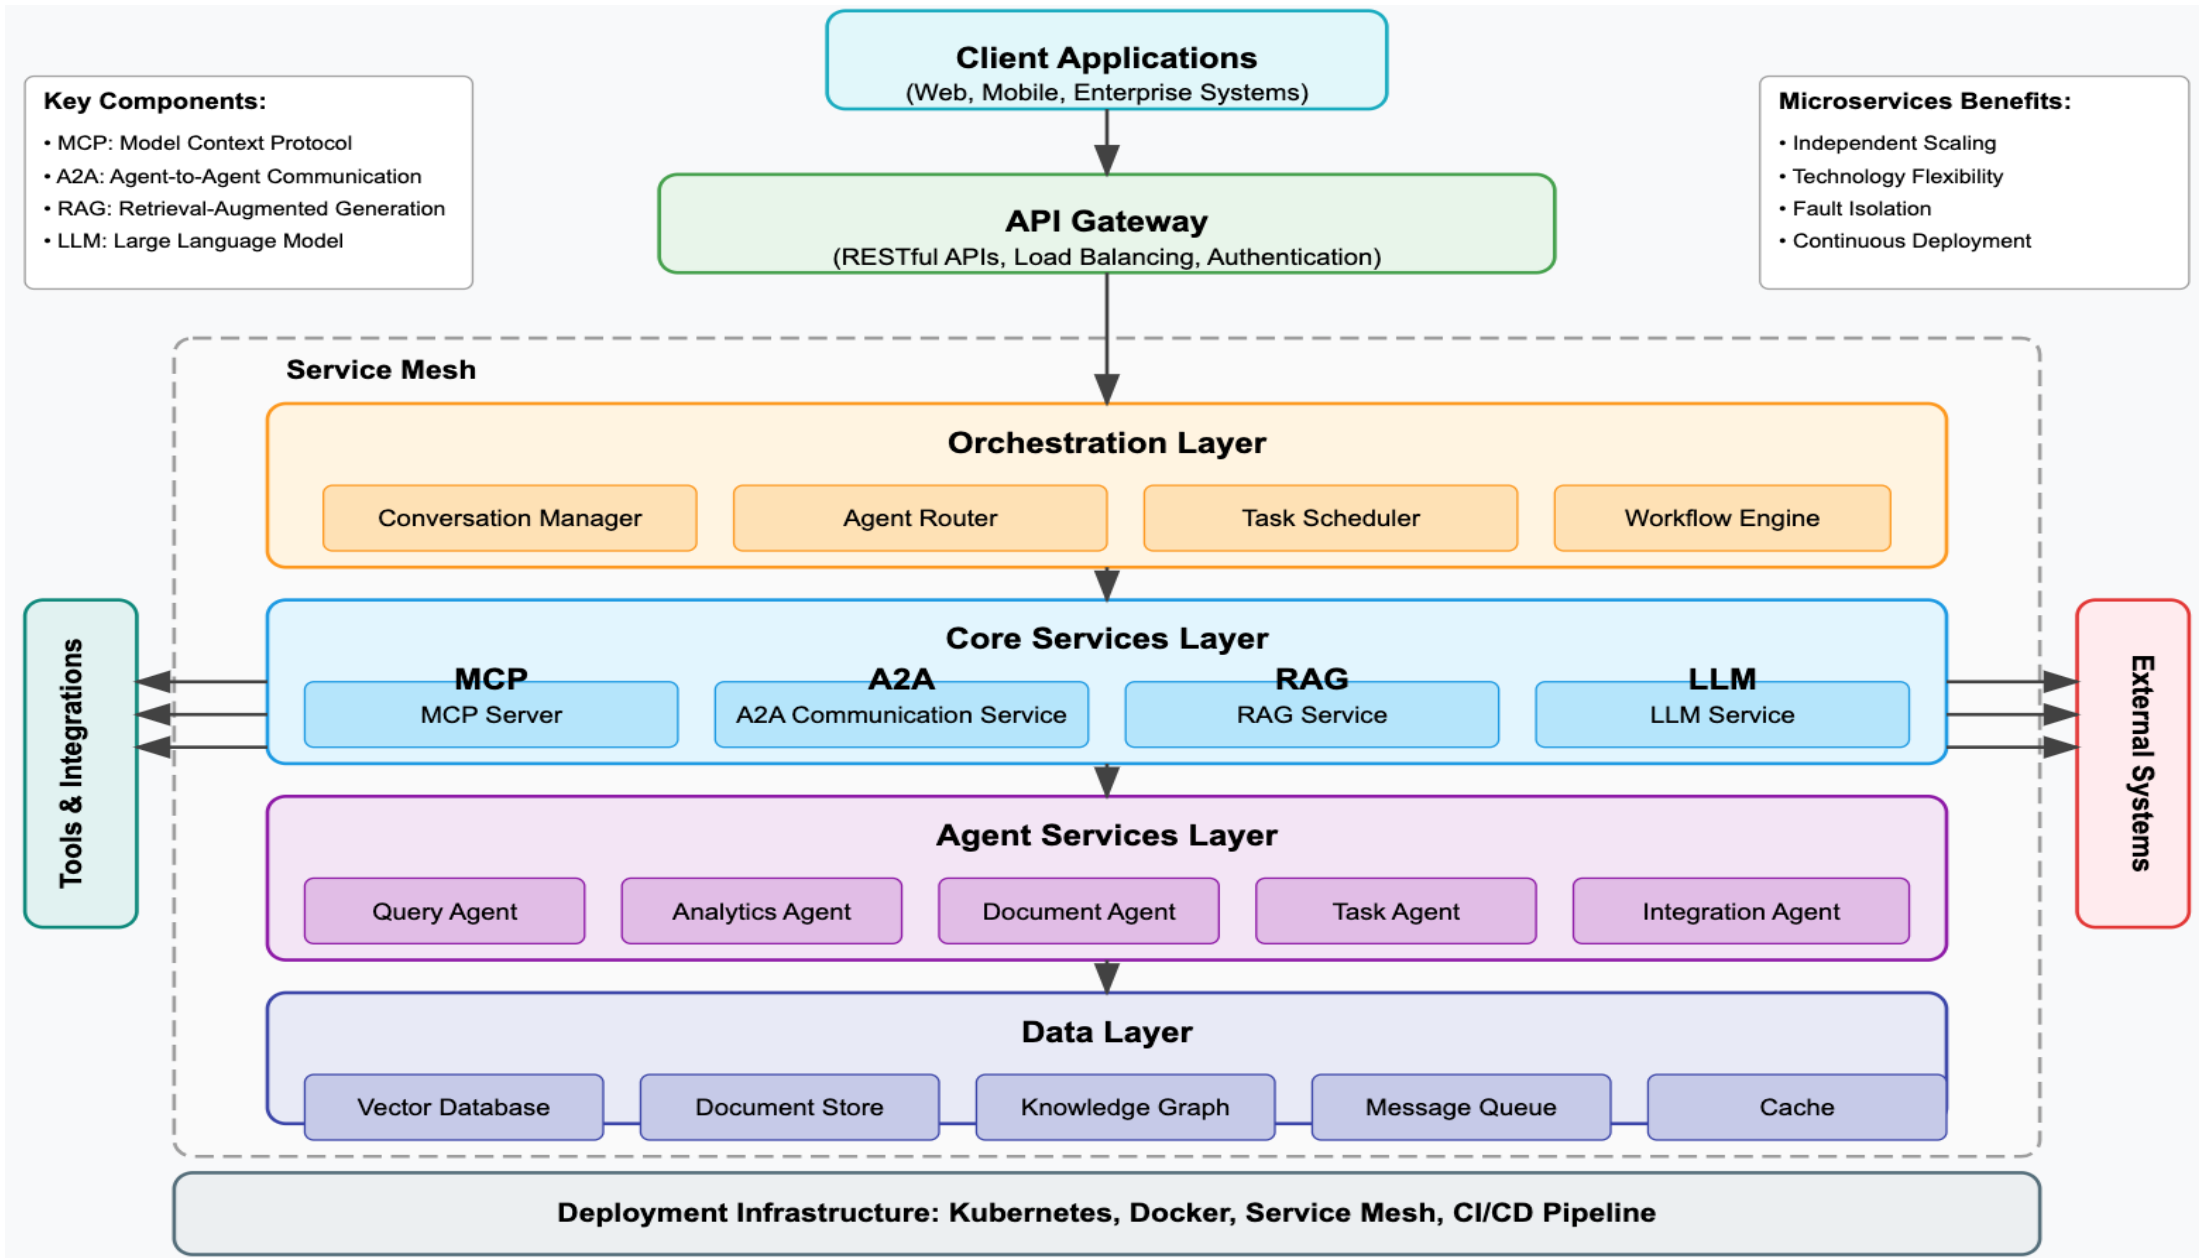 Client Applications
(Web, Mobile, Enterprise Systems)
Key Components:
• MCP: Model Context Protocol
• A2A: Agent-to-Agent Communication
• RAG: Retrieval-Augmented Generation
• LLM: Large Language Model
Microservices Benefits:
• Independent Scaling
• Technology Flexibility
• Fault Isolation
• Continuous Deployment
API Gateway
(RESTful APIs, Load Balancing, Authentication)
Service Mesh
Orchestration Layer
Conversation Manager
Agent Router
Task Scheduler
Workflow Engine
Tools & Integrations
Core Services Layer
MCP
MCP Server
A2A
A2A Communication Service
RAG
RAG Service
LLM
LLM Service
External Systems
Agent Services Layer
Query Agent
Analytics Agent
Document Agent
Task Agent
Integration Agent
Data Layer
Vector Database
Document Store
Knowledge Graph
Message Queue
Cache
Deployment Infrastructure: Kubernetes, Docker, Service Mesh, CI/CD Pipeline